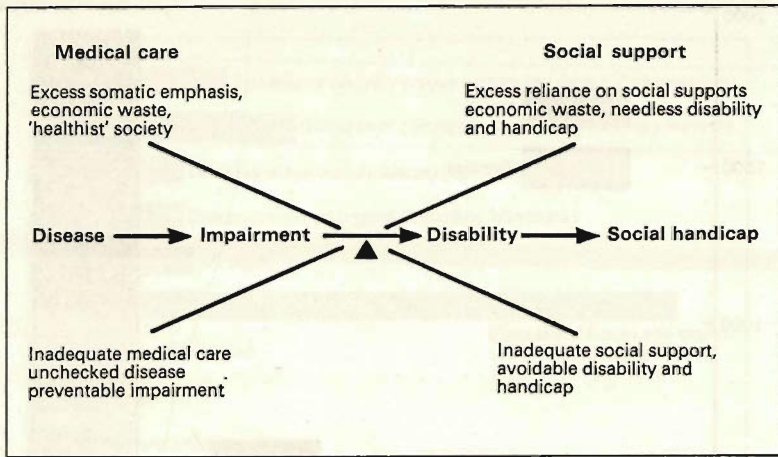 Medical care
Excess somatic emphasis,
economic waste,
'healthist' society
Social support
Excess reliance on social supports
economic waste, needless disability
and handicap
Disease Impairment Disability Social handicap
Inadequate medical care
unchecked disease
preventable impairment
Inadequate social support,
avoidable disability and
handicap